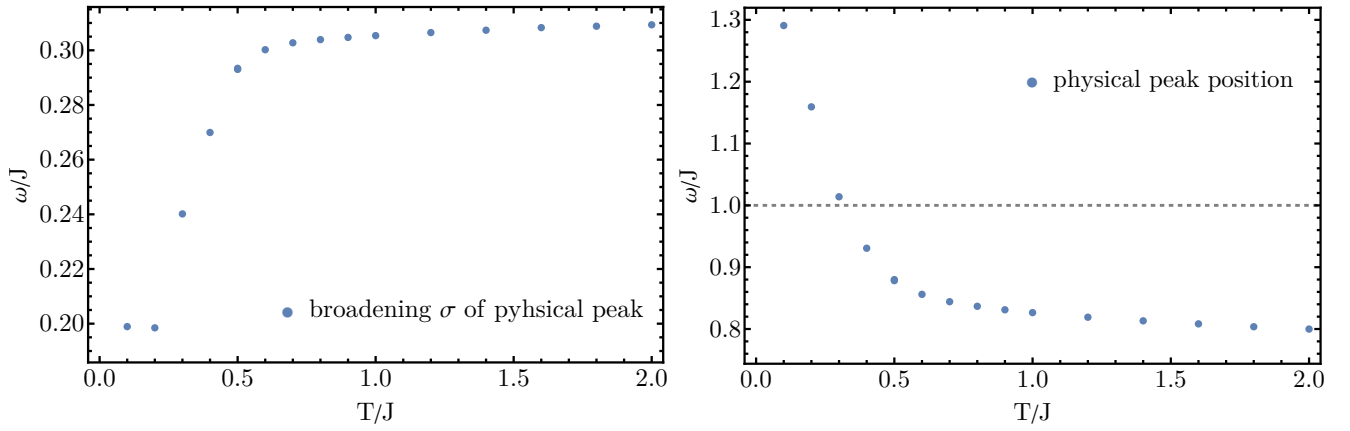 0.30
0.28
0.26
0.24
0.22
0.20
ω/J
broadening σ of pyhsical peak
0.0 0.5 1.0 1.5 2.0
T/J
1.3
1.2
1.1
1.0
0.9
0.8
ω/J
physical peak position
0.0 0.5 1.0 1.5 2.0
T/J